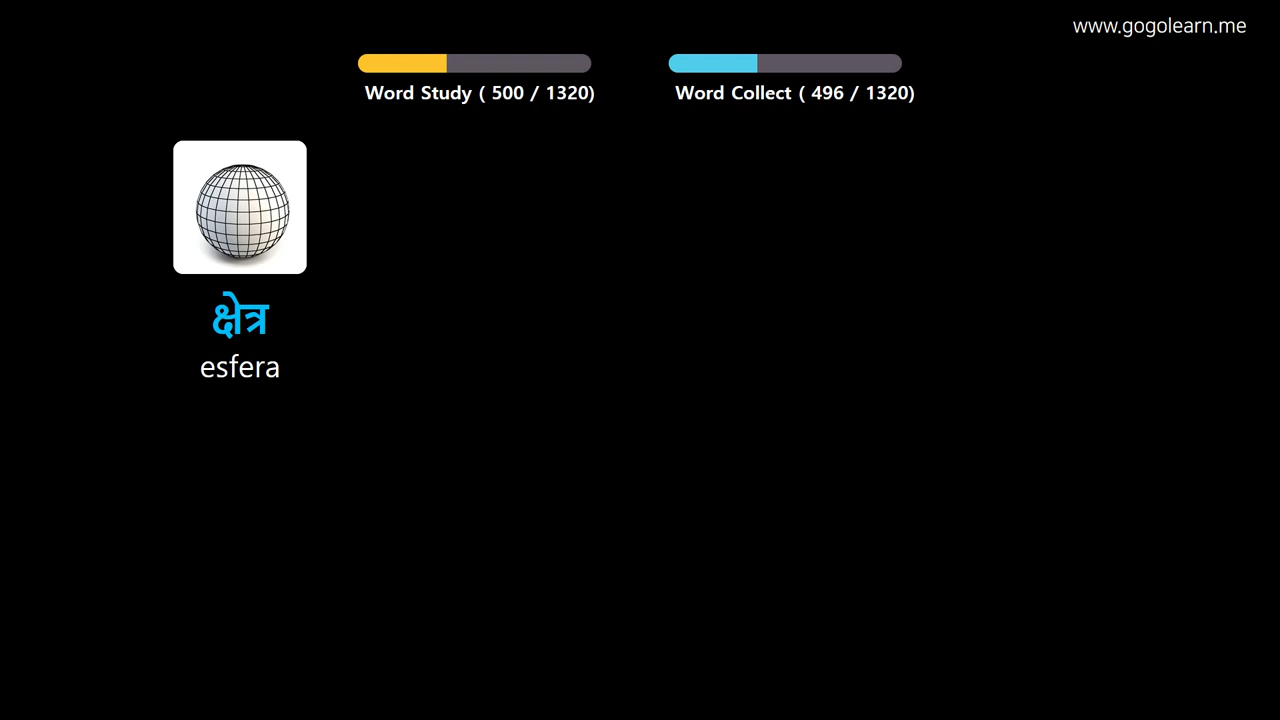 www.gogolearn.me
Word Study ( 500 / 1320)
Word Collect ( 496 / 1320)
क्षेत्र
esfera